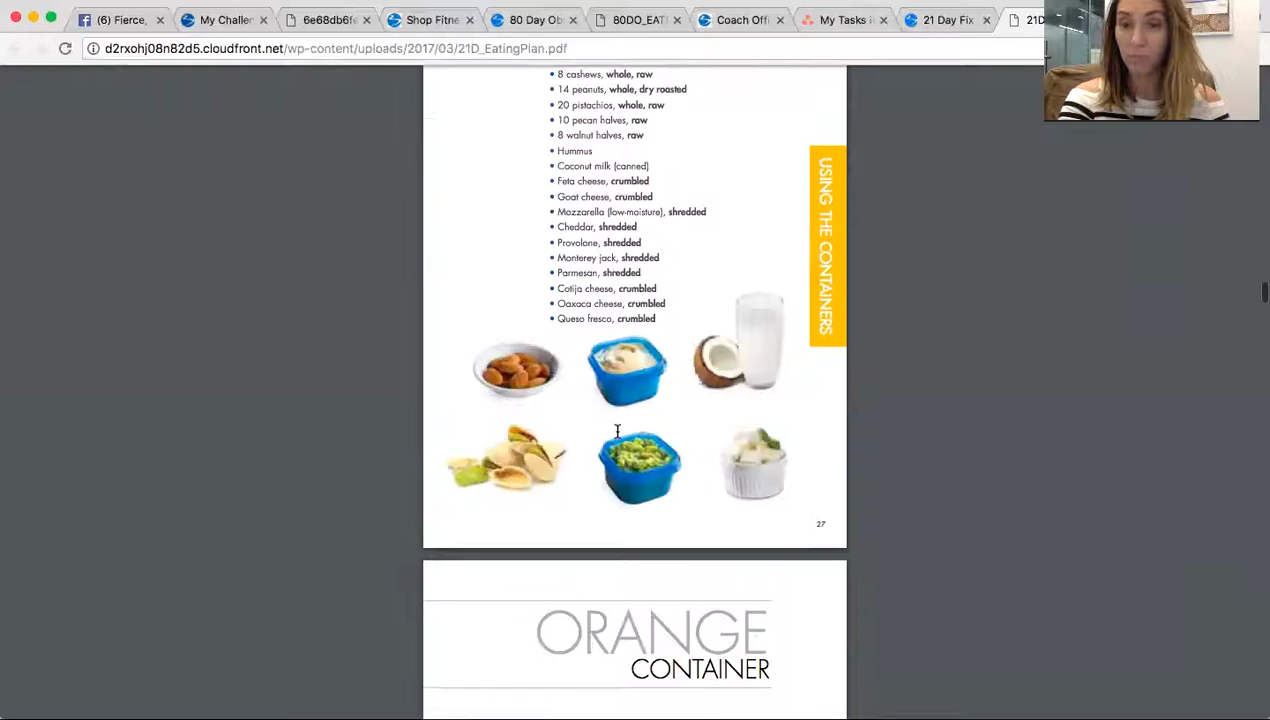 (6) Fierce,
My Challer
6e68db6fe
Shop Fitne
80 Day Ob
80DO_EAT
Coach Offi
My Tasks i
21 Day Fix
21D
d2rxohj08n82d5.cloudfront.net/wp-content/uploads/2017/03/21D_EatingPlan.pdf
• 8 cashews, whole, raw
• 14 peanuts, whole, dry roasted
• 20 pistachios, whole, raw
• 10 pecan halves, raw
• 8 walnut halves, raw
• Hummus
• Coconut milk (canned)
• Feta cheese, crumbled
• Goat cheese, crumbled
• Mozzarella (low-moisture), shredded
• Cheddar, shredded
• Provolone, shredded
• Monterey jack, shredded
• Parmesan, shredded
• Cotija cheese, crumbled
• Oaxaca cheese, crumbled
• Queso fresco, crumbled
USING THE CONTAINERS
27
ORANGE
CONTAINER